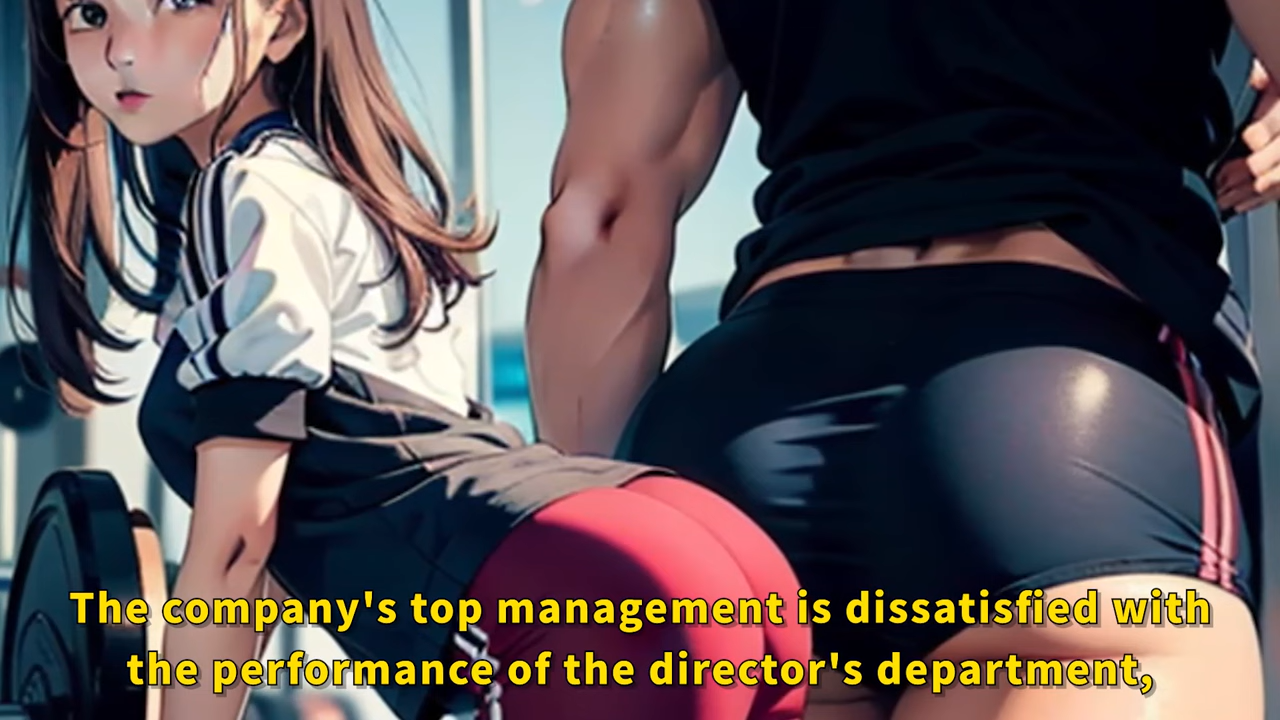 The company's top management is dissatisfied with
the performance of the director's department,